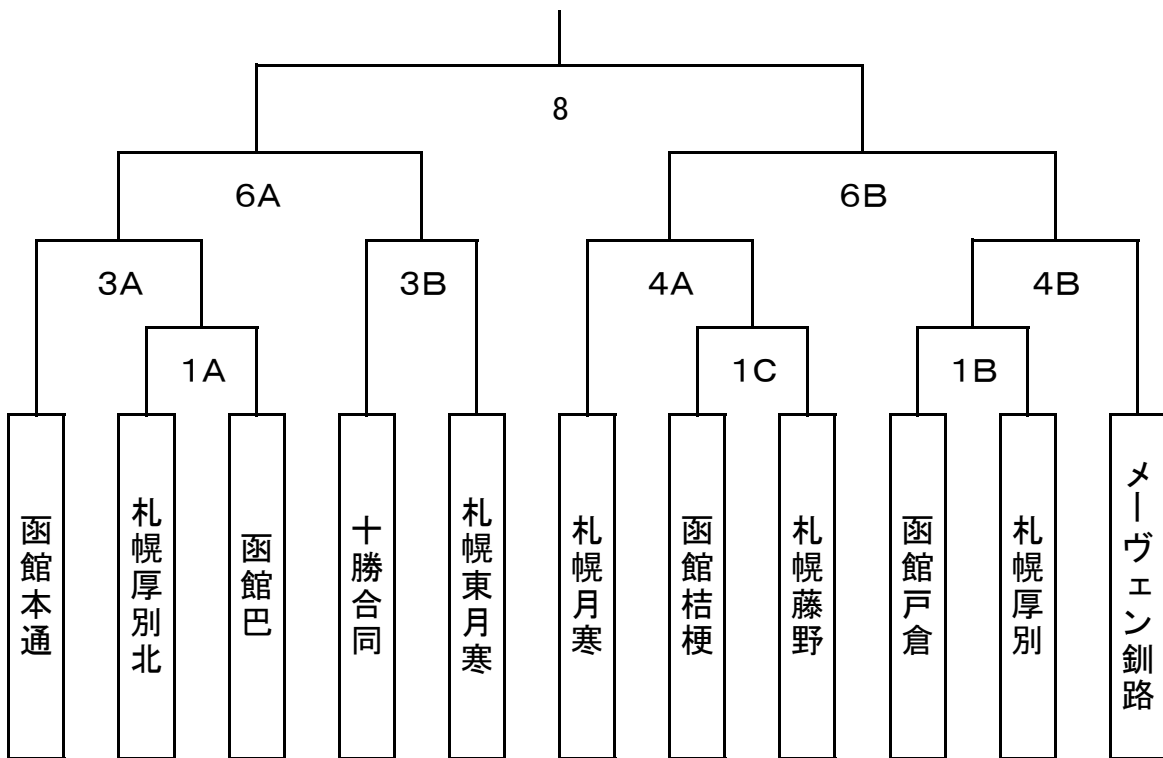 8
6A
6B
3A
3B
4A
4B
1A
1C
1B
函館本通
札幌厚別北
函館巴
十勝合同
札幌東月寒
札幌月寒
函館桔梗
札幌藤野
函館戸倉
札幌厚別
メーヴェン釧路